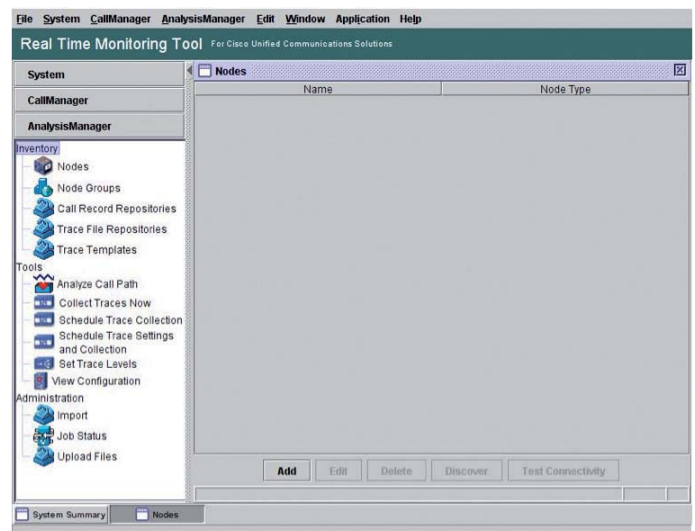 File System CallManager AnalysisManager Edit Window Application Help
Real Time Monitoring Tool For Cisco Unified Communications Solutions
System
CallManager
AnalysisManager
Inventory
Nodes
Node Groups
Call Record Repositories
Trace File Repositories
Trace Templates
Tools
Analyze Call Path
Collect Traces Now
Schedule Trace Collection
Schedule Trace Settings
and Collection
Set Trace Levels
View Configuration
Administration
Import
Job Status
Upload Files
Nodes
Name Node Type
Add Edit Delete Discover Test Connectivity
System Summary Nodes